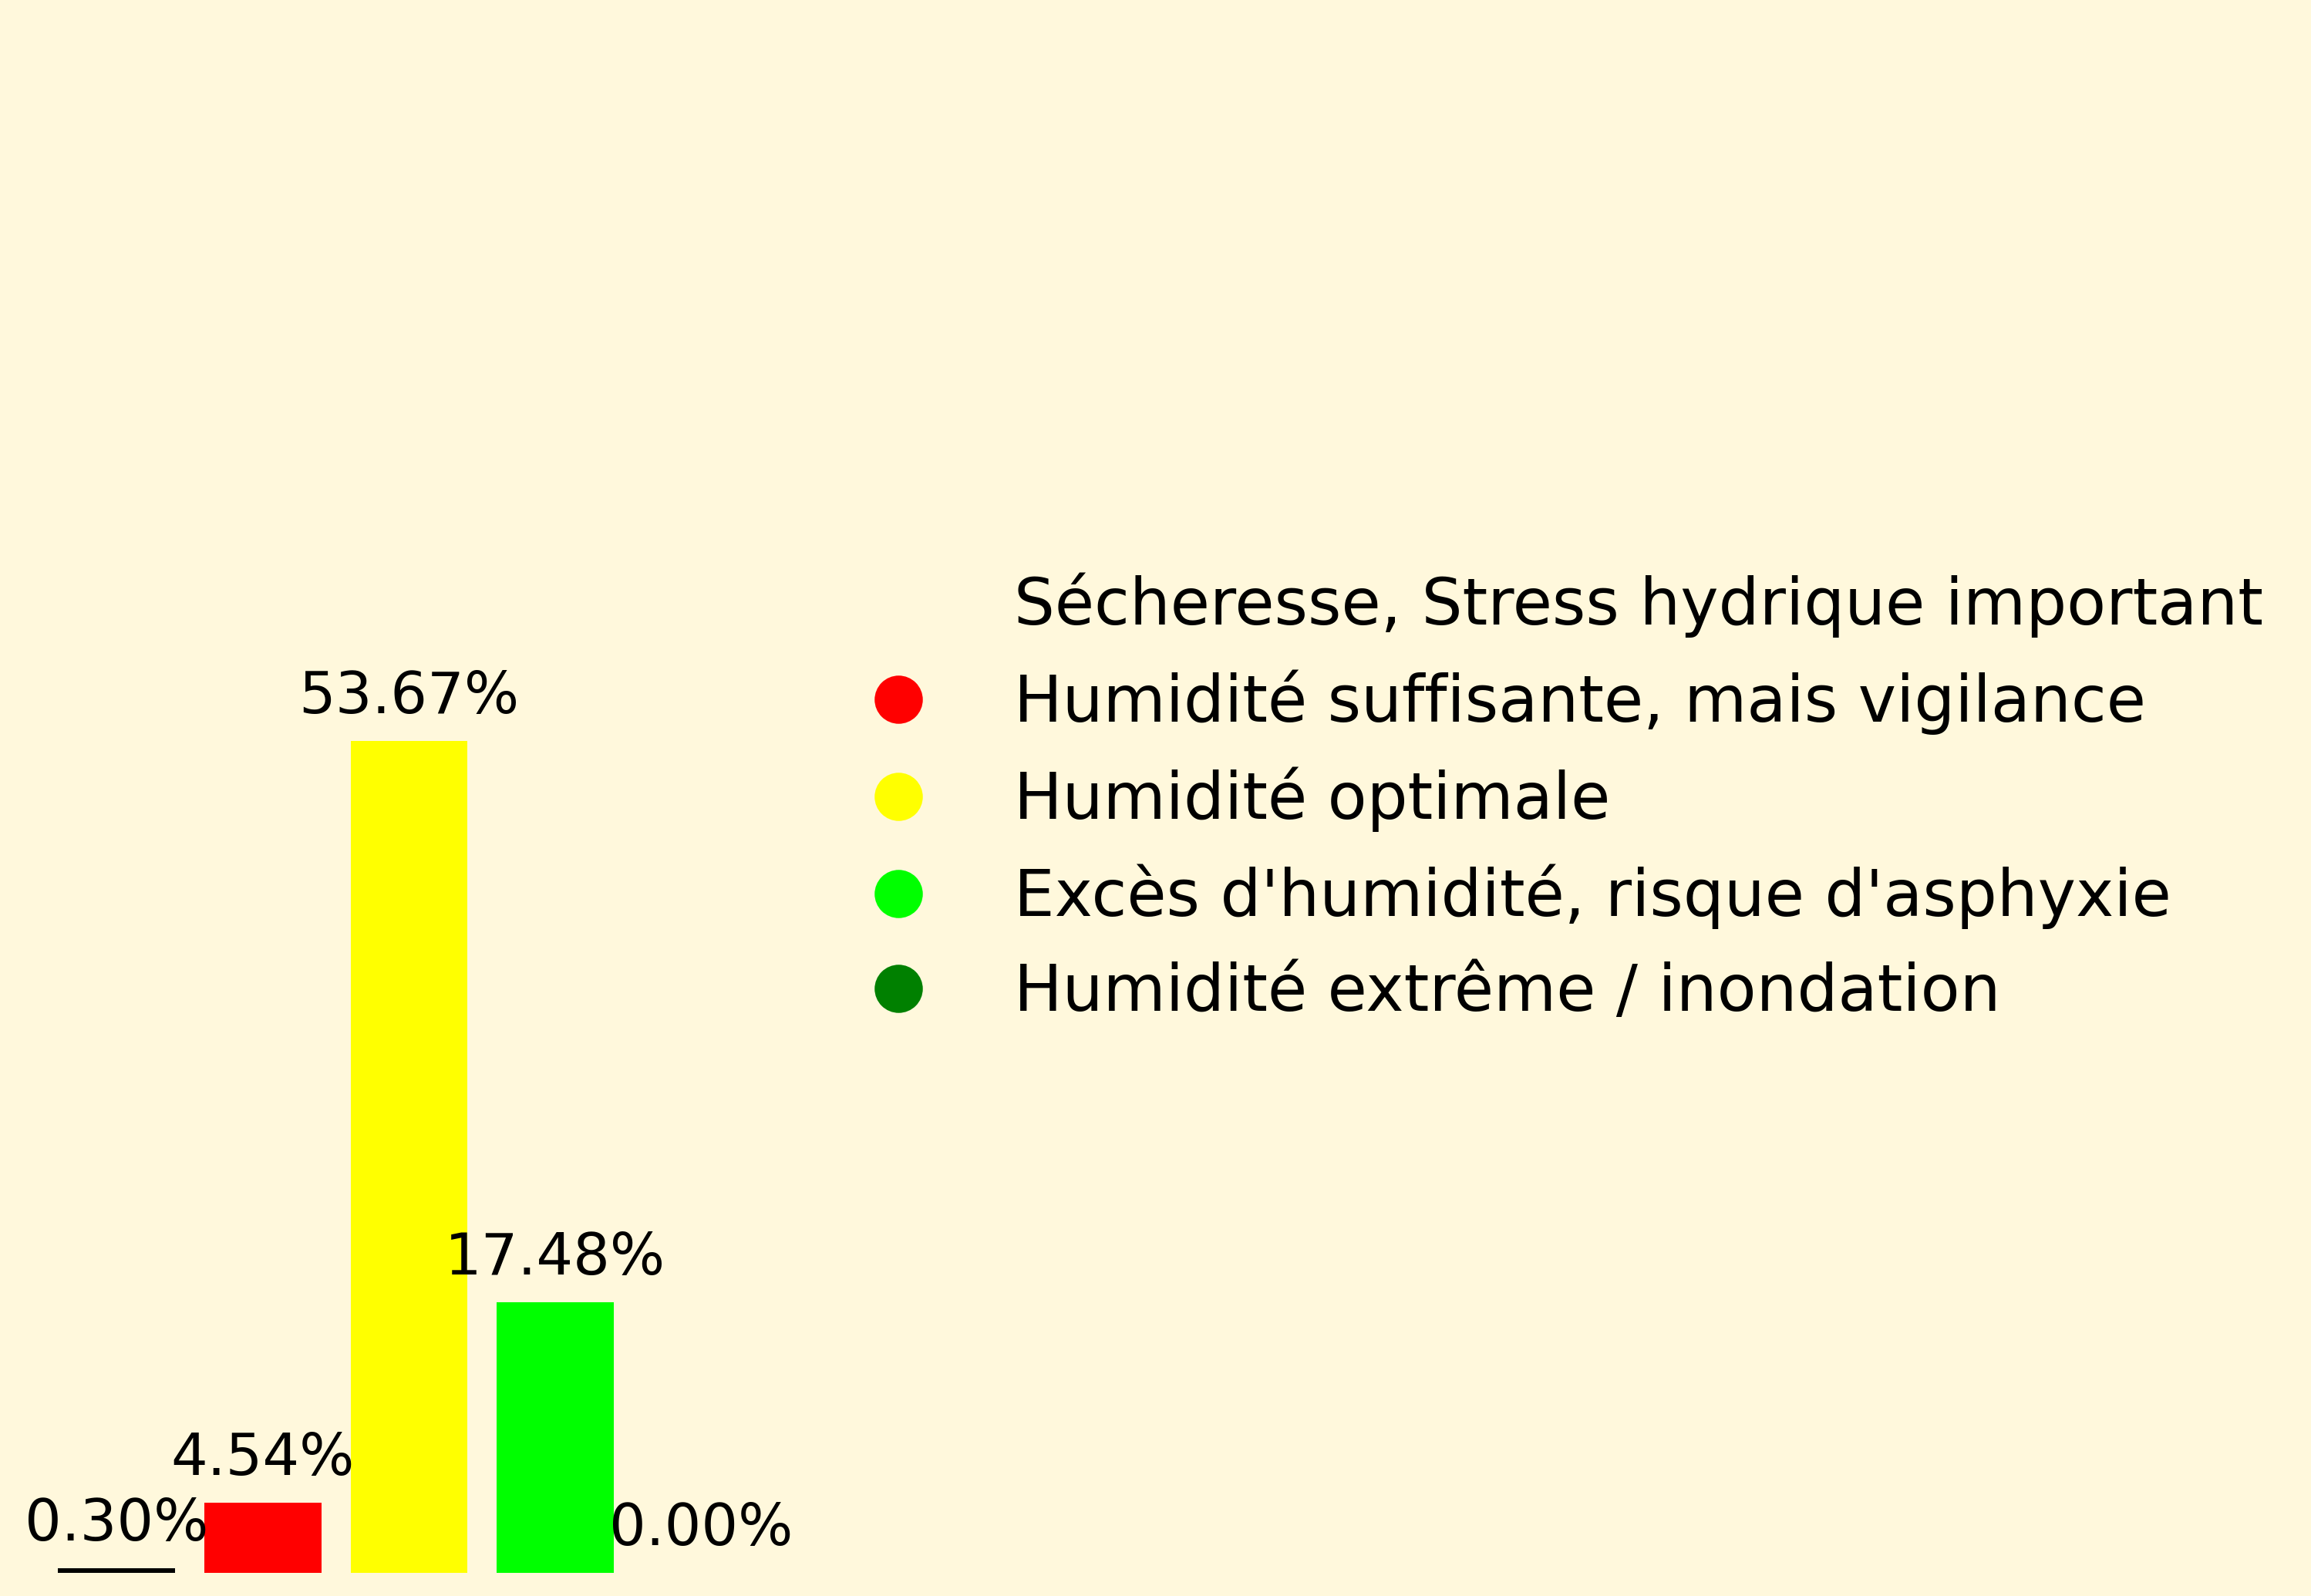 Sécheresse, Stress hydrique important
Humidité suffisante, mais vigilance
Humidité optimale
Excès d'humidité, risque d'asphyxie
Humidité extrême / inondation
53.67%
17.48%
4.54%
0.30%
0.00%